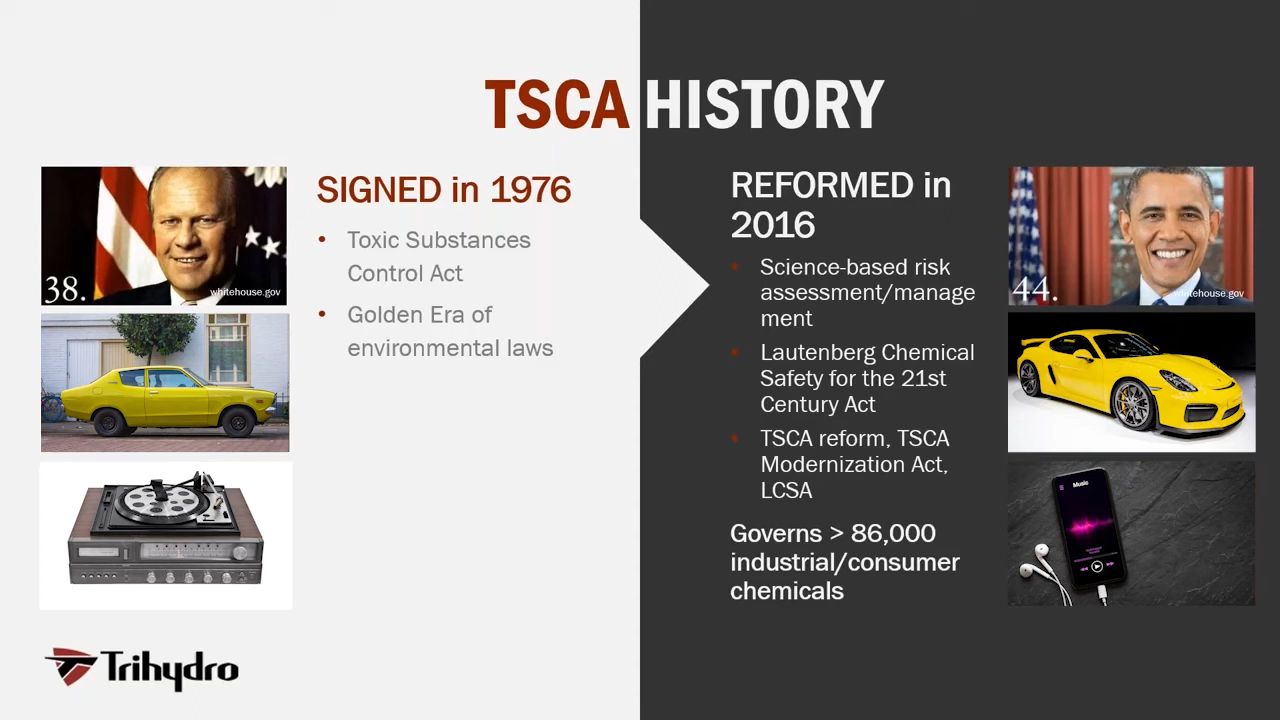 TSCA HISTORY
SIGNED in 1976
• Toxic Substances
Control Act
• Golden Era of
environmental laws
38.
whitehouse.gov
REFORMED in
2016
• Science-based risk
assessment/manage
ment
• Lautenberg Chemical
Safety for the 21st
Century Act
• TSCA reform, TSCA
Modernization Act,
LCSA
Governs > 86,000
industrial/consumer
chemicals
44.
whitehouse.gov
Music
Trihydro